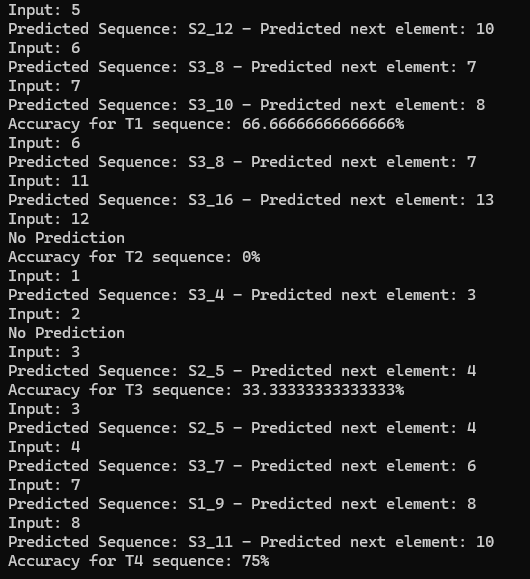 Input: 5
Predicted Sequence: S2_12 - Predicted next element: 10
Input: 6
Predicted Sequence: S3_8 - Predicted next element: 7
Input: 7
Predicted Sequence: S3_10 - Predicted next element: 8
Accuracy for T1 sequence: 66.66666666666666%
Input: 6
Predicted Sequence: S3_8 - Predicted next element: 7
Input: 11
Predicted Sequence: S3_16 - Predicted next element: 13
Input: 12
No Prediction
Accuracy for T2 sequence: 0%
Input: 1
Predicted Sequence: S3_4 - Predicted next element: 3
Input: 2
No Prediction
Input: 3
Predicted Sequence: S2_5 - Predicted next element: 4
Accuracy for T3 sequence: 33.33333333333333%
Input: 3
Predicted Sequence: S2_5 - Predicted next element: 4
Input: 4
Predicted Sequence: S3_7 - Predicted next element: 6
Input: 7
Predicted Sequence: S1_9 - Predicted next element: 8
Input: 8
Predicted Sequence: S3_11 - Predicted next element: 10
Accuracy for T4 sequence: 75%